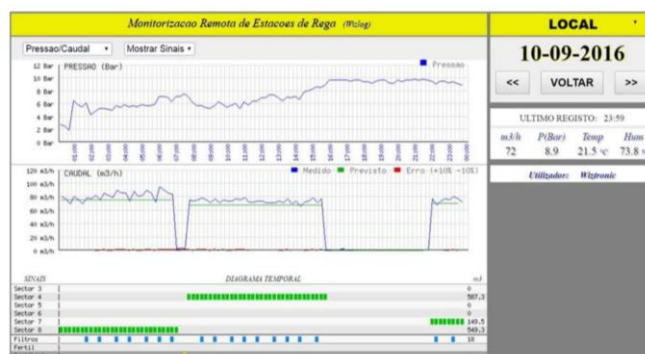 Monitorizacao Remota de Estacoes de Rega (Wizlog)
Pressao/Caudal
Mostrar Sinais
PRESSAO (Bar)
Pressao
12 Bar
10 Bar
8 Bar
6 Bar
4 Bar
2 Bar
0 Bar
01:00 02:00 03:00 04:00 05:00 06:00 07:00 08:00 09:00 10:00 11:00 12:00 13:00 14:00 15:00 16:00 17:00 18:00 19:00 20:00 21:00 22:00 23:00 00:00
CAUDAL (m3/h)
Medido Previsto Erro (+10% -10%)
120 m3/h
100 m3/h
80 m3/h
60 m3/h
40 m3/h
20 m3/h
0 m3/h
SINAIS DIAGRAMA TEMPORAL m3
Sector 3 0
Sector 4 587.3
Sector 5 0
Sector 6 0
Sector 7 149.5
Sector 8 549.3
Filtros 18
Fertil
LOCAL
10-09-2016
<< VOLTAR >>
ULTIMO REGISTO: 23:59
m3/h P(Bar) Temp Hum
72 8.9 21.5 ºC 73.8
Utilizador: Wiztronic